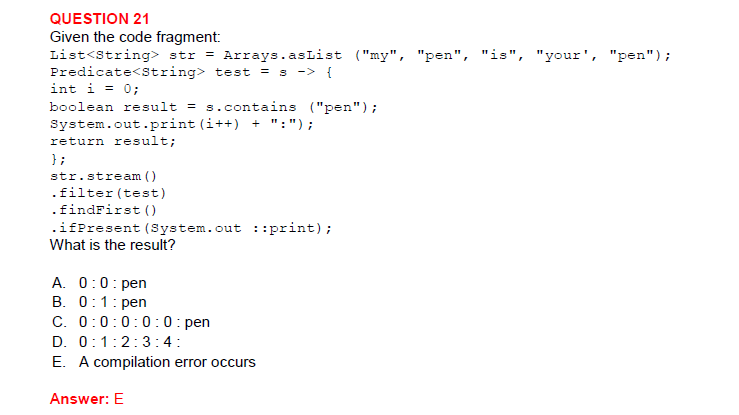 QUESTION 21
Given the code fragment:
List<String> str = Arrays.asList ("my", "pen", "is", "your', "pen");
Predicate<String> test = s -> {
int i = 0;
boolean result = s.contains ("pen");
System.out.print(i++) + ":");
return result;
};
str.stream()
.filter(test)
.findFirst()
.ifPresent(System.out ::print);
What is the result?
A. 0 : 0 : pen
B. 0 : 1 : pen
C. 0 : 0 : 0 : 0 : 0 : pen
D. 0 : 1 : 2 : 3 : 4 :
E. A compilation error occurs
Answer: E